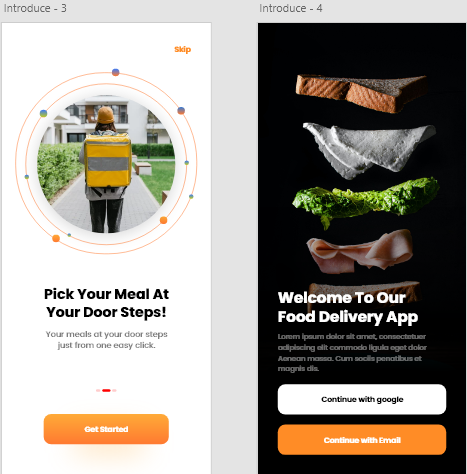 Introduce - 3
Skip
Pick Your Meal At
Your Door Steps!
Your meals at your door steps
just from one easy click.
Get Started
Introduce - 4
Welcome To Our
Food Delivery App
Lorem ipsum dolor sit amet, consectetuer
adipiscing elit commodo ligula eget dolor
Aenean massa. Cum sociis penatibus et
magnis dis.
Continue with google
Continue with Email